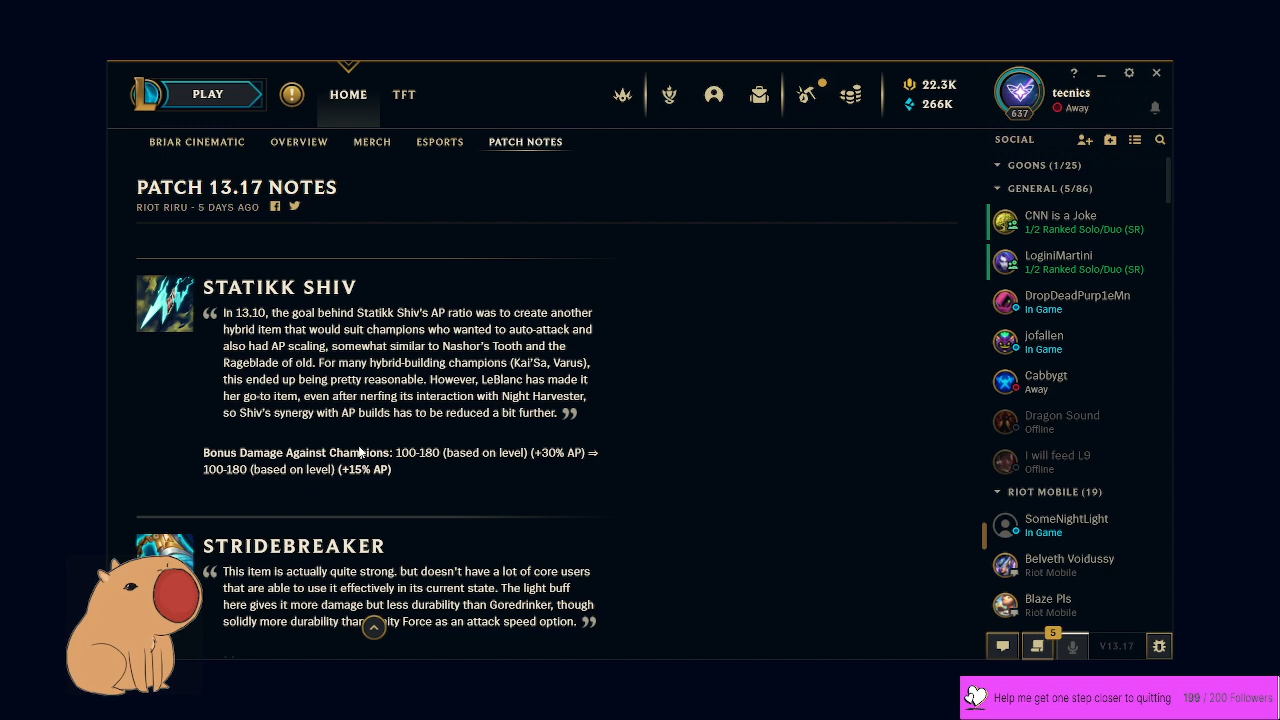 PLAY
HOME
TFT
22.3K
266K
637
?
tecnics
Away
BRIAR CINEMATIC
OVERVIEW
MERCH
ESPORTS
PATCH NOTES
SOCIAL
PATCH 13.17 NOTES
RIOT RIRU - 5 DAYS AGO
STATIKK SHIV
“ In 13.10, the goal behind Statikk Shiv's AP ratio was to create another
hybrid item that would suit champions who wanted to auto-attack and
also had AP scaling, somewhat similar to Nashor's Tooth and the
Rageblade of old. For many hybrid-building champions (Kai'Sa, Varus),
this ended up being pretty reasonable. However, LeBlanc has made it
her go-to item, even after nerfing its interaction with Night Harvester,
so Shiv's synergy with AP builds has to be reduced a bit further. ”
Bonus Damage Against Champions: 100-180 (based on level) (+30% AP) ⇒
100-180 (based on level) (+15% AP)
STRIDEBREAKER
“ This item is actually quite strong, but doesn't have a lot of core users
that are able to use it effectively in its current state. The light buff
here gives it more damage but less durability than Goredrinker, though
solidly more durability than Force as an attack speed option. ”
GOONS (1/25)
GENERAL (5/86)
CNN is a Joke
1/2 Ranked Solo/Duo (SR)
LoginiMartini
1/2 Ranked Solo/Duo (SR)
DropDeadPurp1eMn
In Game
jofallen
In Game
Cabbygt
Away
Dragon Sound
Offline
I will feed L9
Offline
RIOT MOBILE (19)
SomeNightLight
In Game
Belveth Voidussy
Riot Mobile
Blaze Pls
Riot Mobile
5
V13.17
Help me get one step closer to quitting 199 / 200 Followers